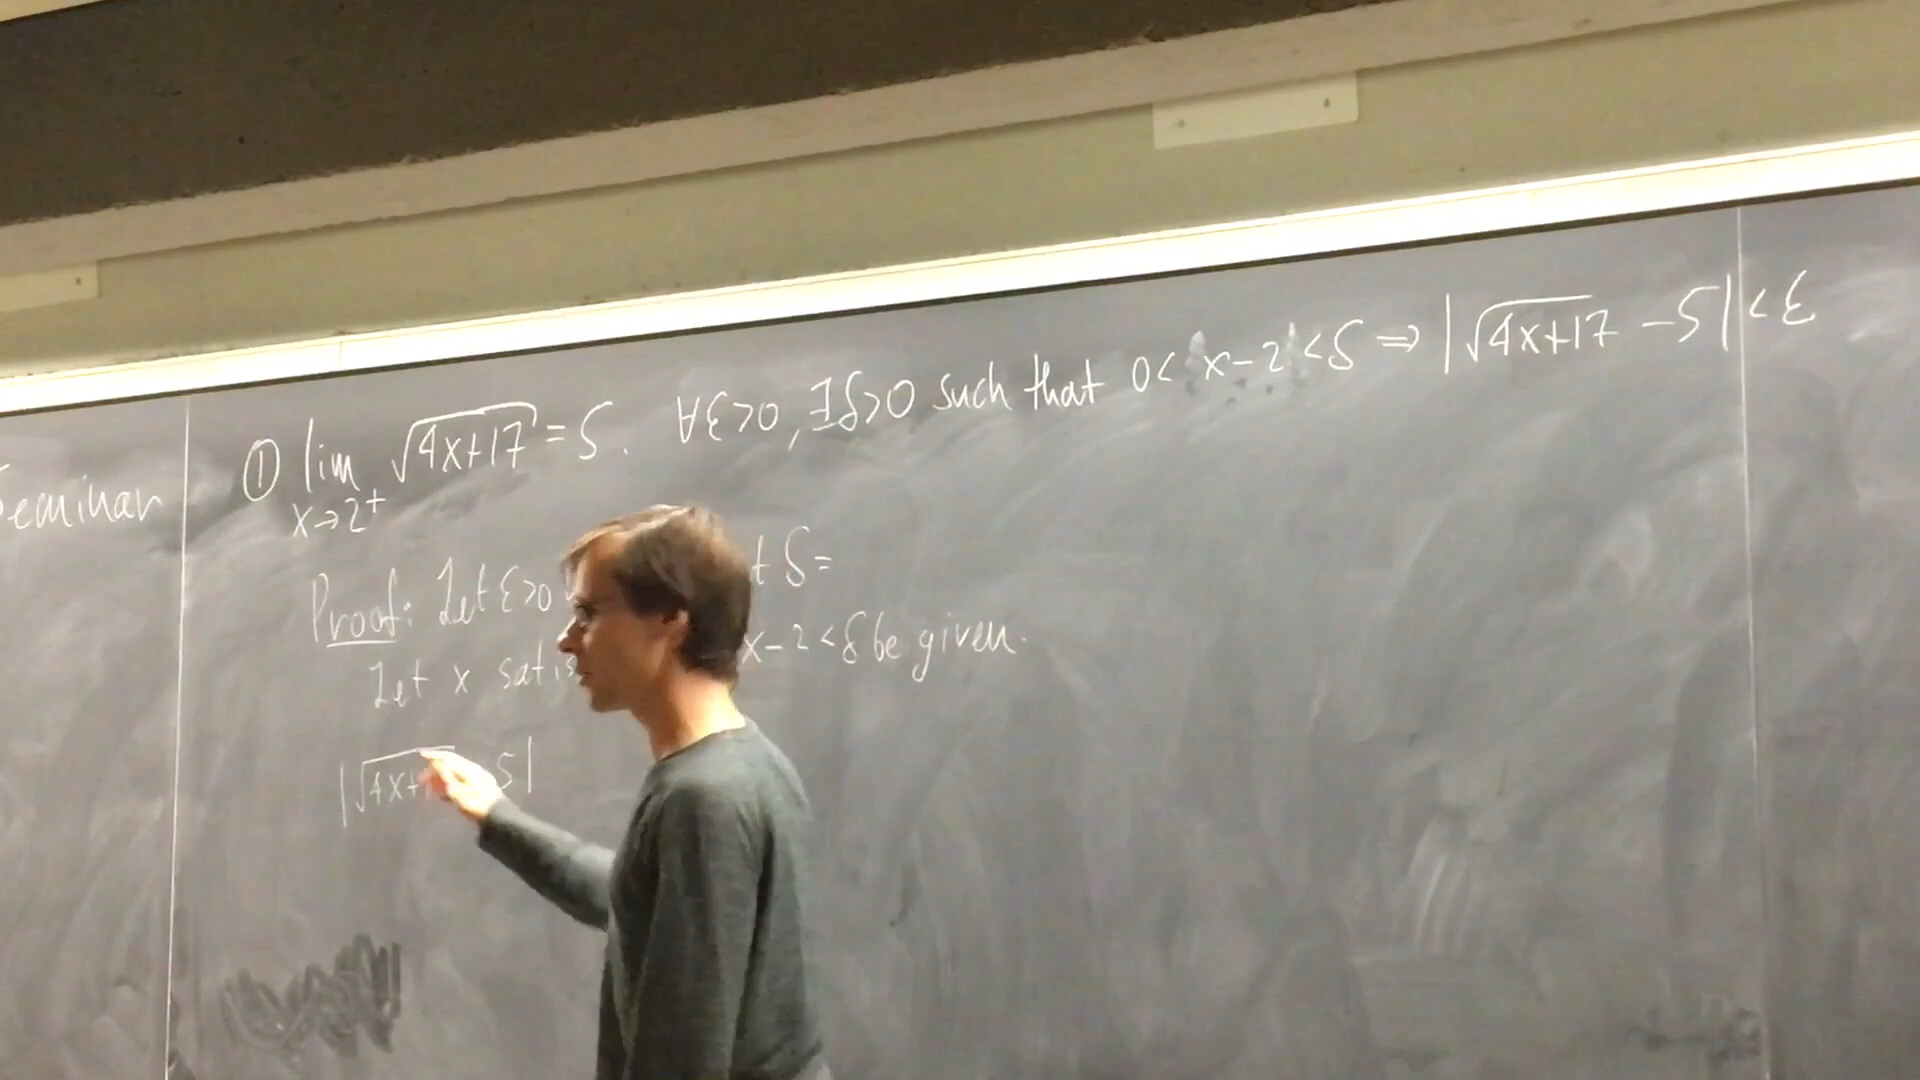 Seminar
① lim √4x+17 = 5. ∀ε>0, ∃δ>0 such that 0< x-2 <δ ⇒ |√4x+17 -5| <ε
x→2⁺
Proof: Let ε>0 δ=
Let x x-2 <δ be given.
|√4x+ 5|